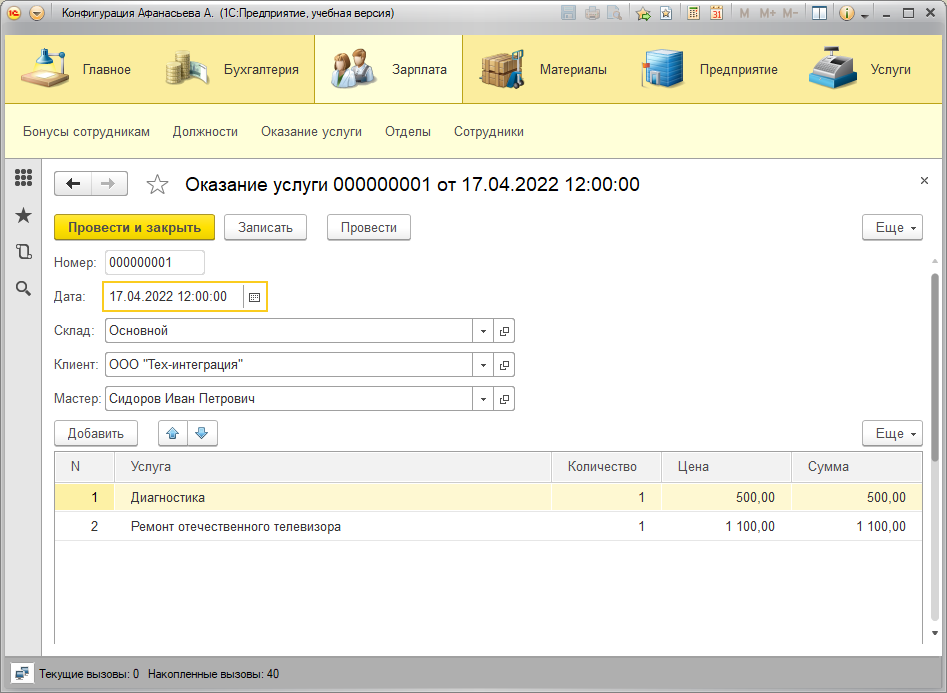 Конфигурация Афанасьева А. (1С:Предприятие, учебная версия) 31 M M+ M-
Главное Бухгалтерия Зарплата Материалы Предприятие Услуги
Бонусы сотрудникам Должности Оказание услуги Отделы Сотрудники
Оказание услуги 000000001 от 17.04.2022 12:00:00
Провести и закрыть Записать Провести Еще
Номер: 000000001
Дата: 17.04.2022 12:00:00
Склад: Основной
Клиент: ООО "Тех-интеграция"
Мастер: Сидоров Иван Петрович
Добавить Еще
N Услуга Количество Цена Сумма
1 Диагностика 1 500,00 500,00
2 Ремонт отечественного телевизора 1 1 100,00 1 100,00
Текущие вызовы: 0 Накопленные вызовы: 40